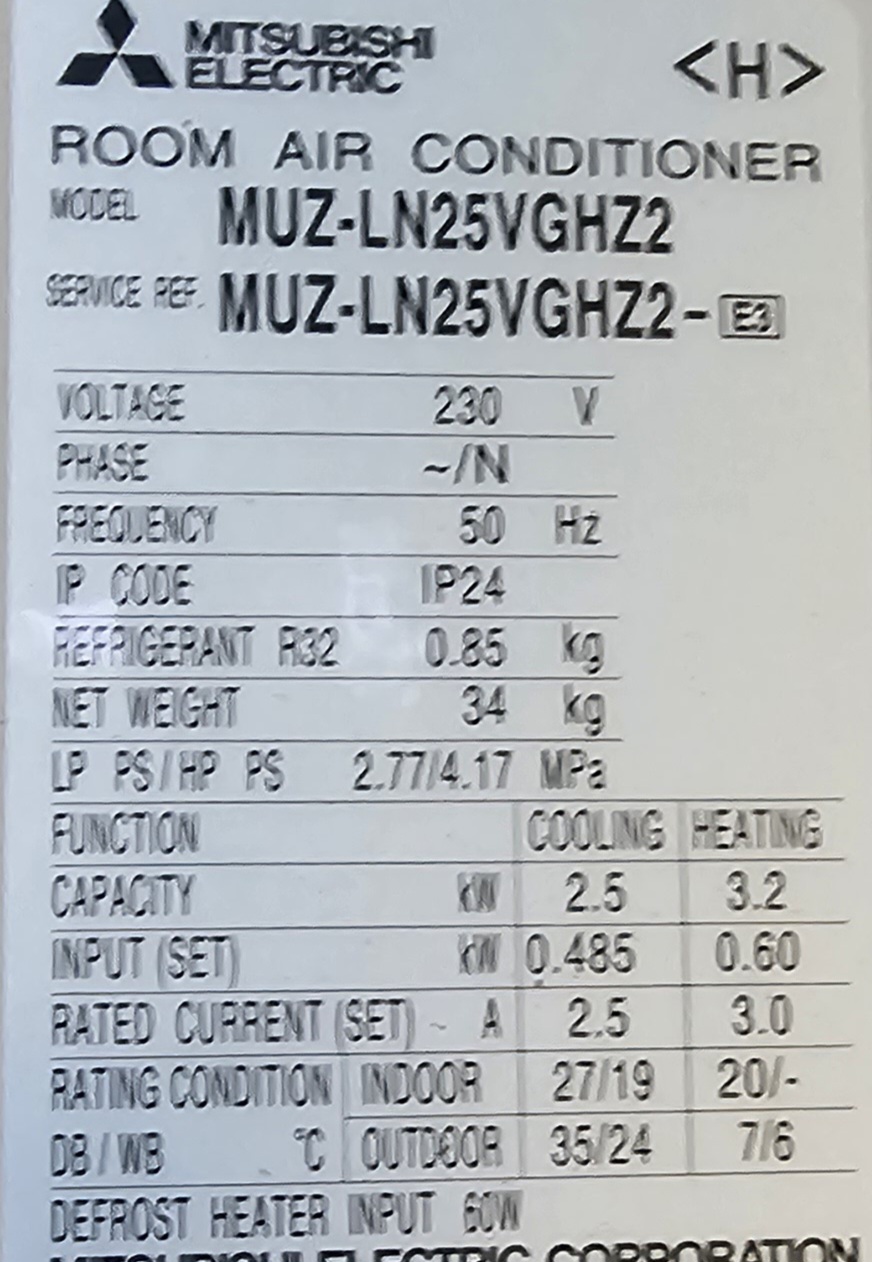 MITSUBISHI
ELECTRIC
<H>
ROOM AIR CONDITIONER
MODEL MUZ-LN25VGHZ2
SERVICE REF. MUZ-LN25VGHZ2-E3
VOLTAGE 230 V
PHASE ~/N
FREQUENCY 50 Hz
IP CODE IP24
REFRIGERANT R32 0.85 kg
NET WEIGHT 34 kg
LP PS/HP PS 2.77/4.17 MPa
FUNCTION COOLING HEATING
CAPACITY kW 2.5 3.2
INPUT (SET) kW 0.485 0.60
RATED CURRENT (SET) ~ A 2.5 3.0
RATING CONDITION INDOOR 27/19 20/-
DB/WB °C OUTDOOR 35/24 7/6
DEFROST HEATER INPUT 60W
MITSUBISHI ELECTRIC CORPORATION